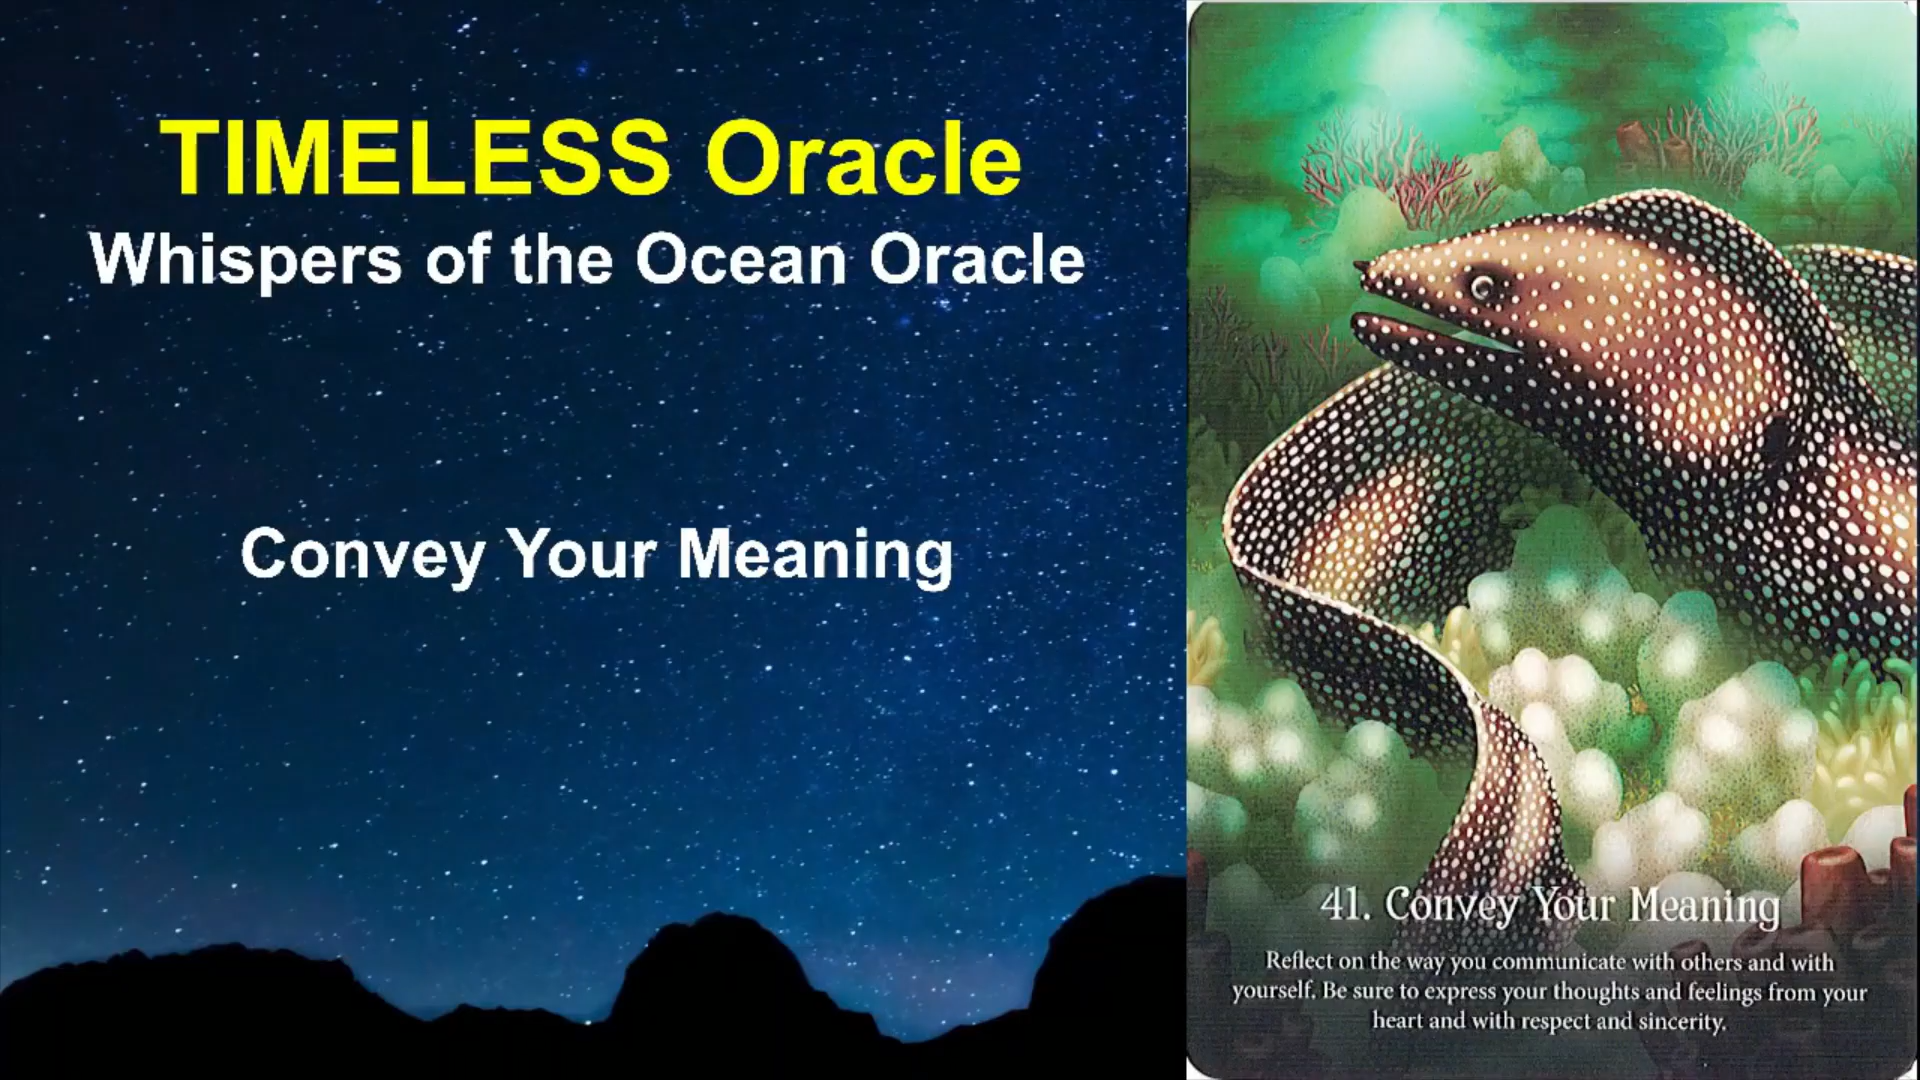 TIMELESS Oracle
Whispers of the Ocean Oracle
Convey Your Meaning
41. Convey Your Meaning
Reflect on the way you communicate with others and with
yourself. Be sure to express your thoughts and feelings from your
heart and with respect and sincerity.